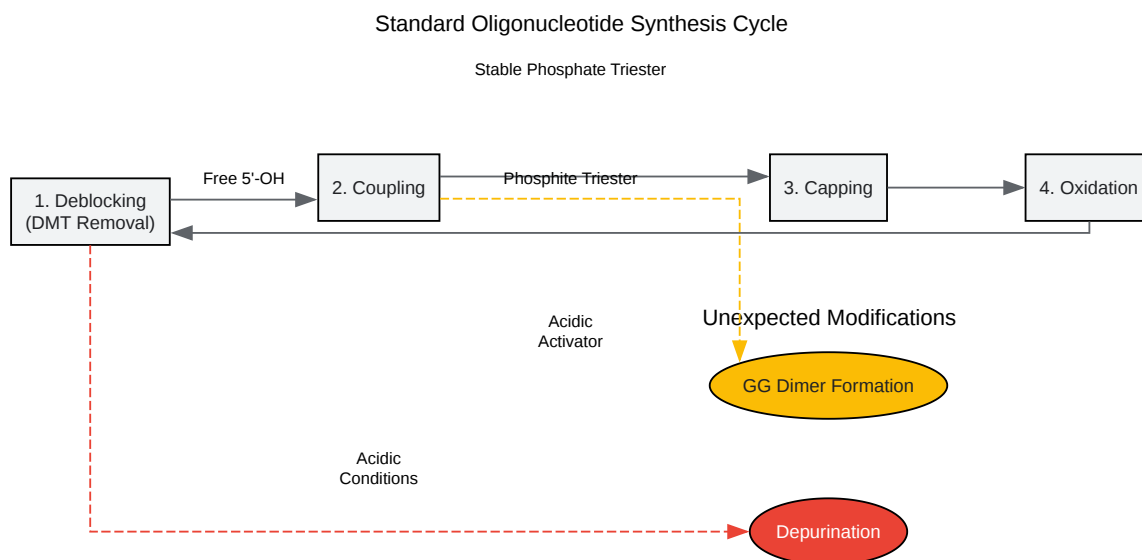 Standard Oligonucleotide Synthesis Cycle
Stable Phosphate Triester
1. Deblocking
(DMT Removal)
Free 5'-OH
2. Coupling
Phosphite Triester
3. Capping
4. Oxidation
Acidic
Activator
Unexpected Modifications
GG Dimer Formation
Acidic
Conditions
Depurination